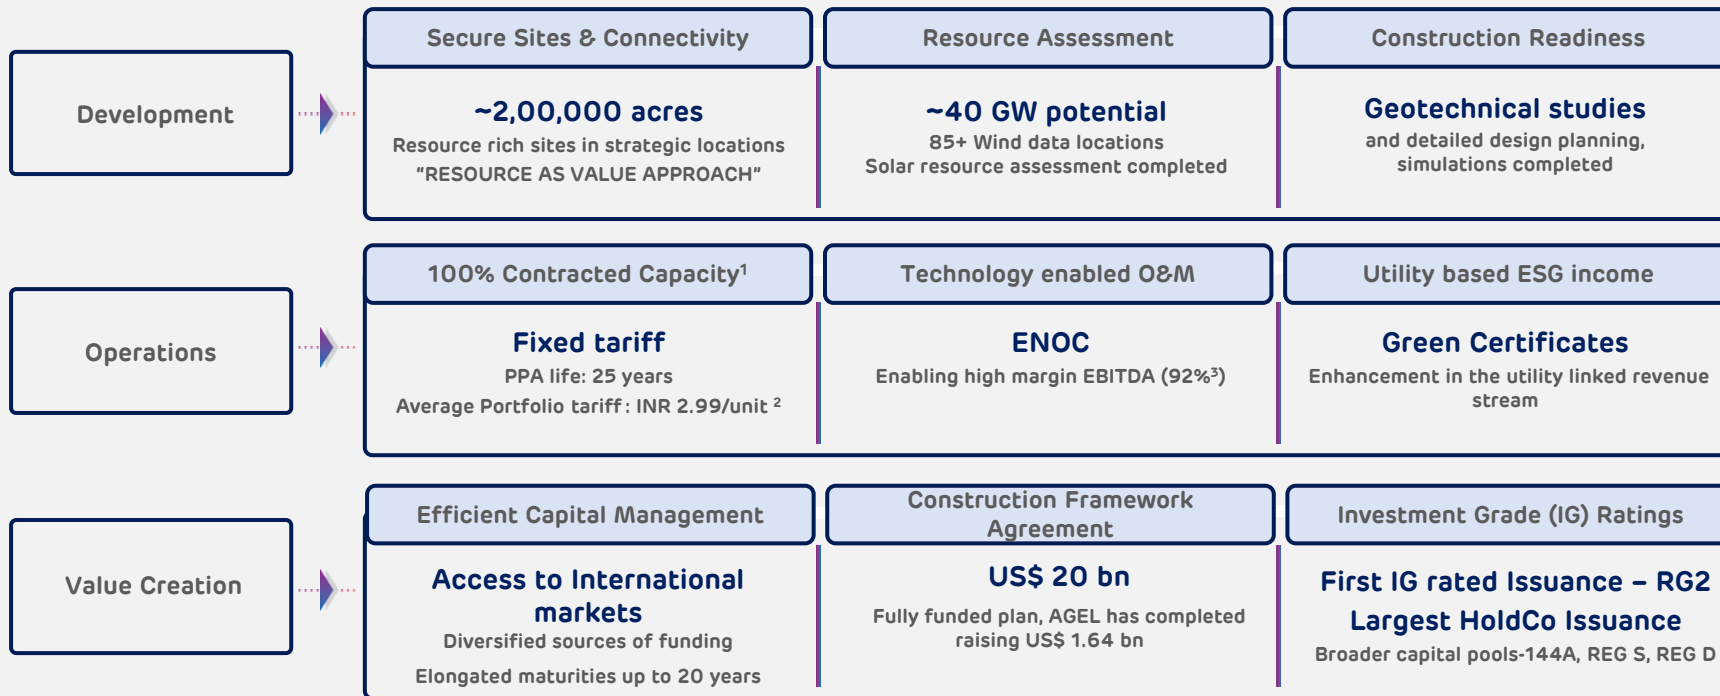 Development
Secure Sites & Connectivity
~2,00,000 acres
Resource rich sites in strategic locations
"RESOURCE AS VALUE APPROACH"
Resource Assessment
~40 GW potential
85+ Wind data locations
Solar resource assessment completed
Construction Readiness
Geotechnical studies
and detailed design planning,
simulations completed
Operations
100% Contracted Capacity¹
Fixed tariff
PPA life: 25 years
Average Portfolio tariff: INR 2.99/unit ²
Technology enabled O&M
ENOC
Enabling high margin EBITDA (92%³)
Utility based ESG income
Green Certificates
Enhancement in the utility linked revenue
stream
Value Creation
Efficient Capital Management
Access to International
markets
Diversified sources of funding
Elongated maturities up to 20 years
Construction Framework
Agreement
US$ 20 bn
Fully funded plan, AGEL has completed
raising US$ 1.64 bn
Investment Grade (IG) Ratings
First IG rated Issuance – RG2
Largest HoldCo Issuance
Broader capital pools-144A, REG S, REG D